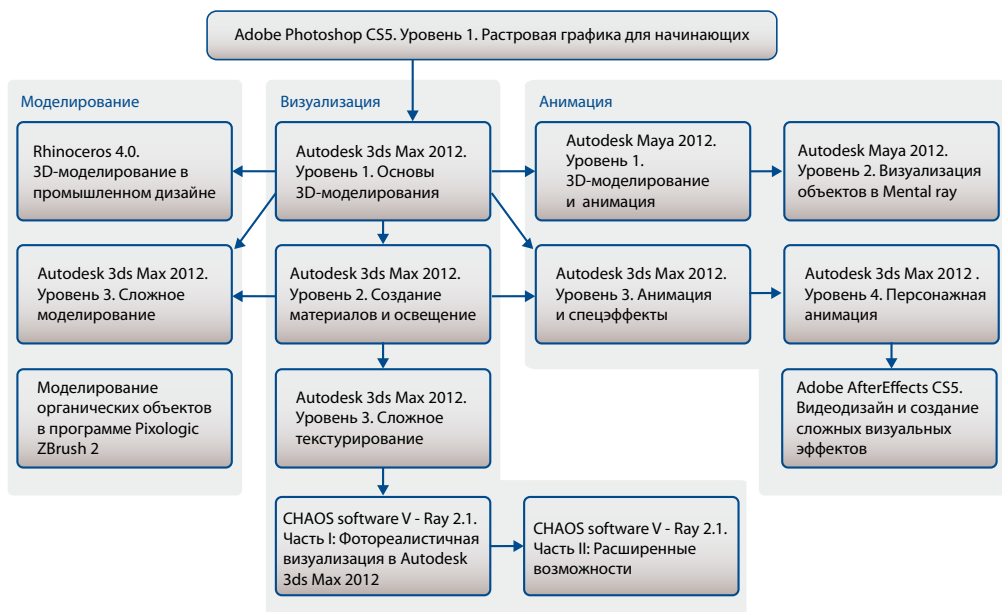 Adobe Photoshop CS5. Уровень 1. Растровая графика для начинающих
Моделирование
Rhinoceros 4.0.
3D-моделирование в
промышленном дизайне
Autodesk 3ds Max 2012.
Уровень 3. Сложное
моделирование
Моделирование
органических объектов
в программе Pixologic
ZBrush 2
Визуализация
Autodesk 3ds Max 2012.
Уровень 1. Основы
3D-моделирования
Autodesk 3ds Max 2012.
Уровень 2. Создание
материалов и освещение
Autodesk 3ds Max 2012.
Уровень 3. Сложное
текстурирование
CHAOS software V - Ray 2.1.
Часть I: Фотореалистичная
визуализация в Autodesk
3ds Max 2012
CHAOS software V - Ray 2.1.
Часть II: Расширенные
возможности
Анимация
Autodesk Maya 2012.
Уровень 1.
3D-моделирование
и анимация
Autodesk Maya 2012.
Уровень 2. Визуализация
объектов в Mental ray
Autodesk 3ds Max 2012.
Уровень 3. Анимация
и спецэффекты
Autodesk 3ds Max 2012 .
Уровень 4. Персонажная
анимация
Adobe AfterEffects CS5.
Видеодизайн и создание
сложных визуальных
эффектов